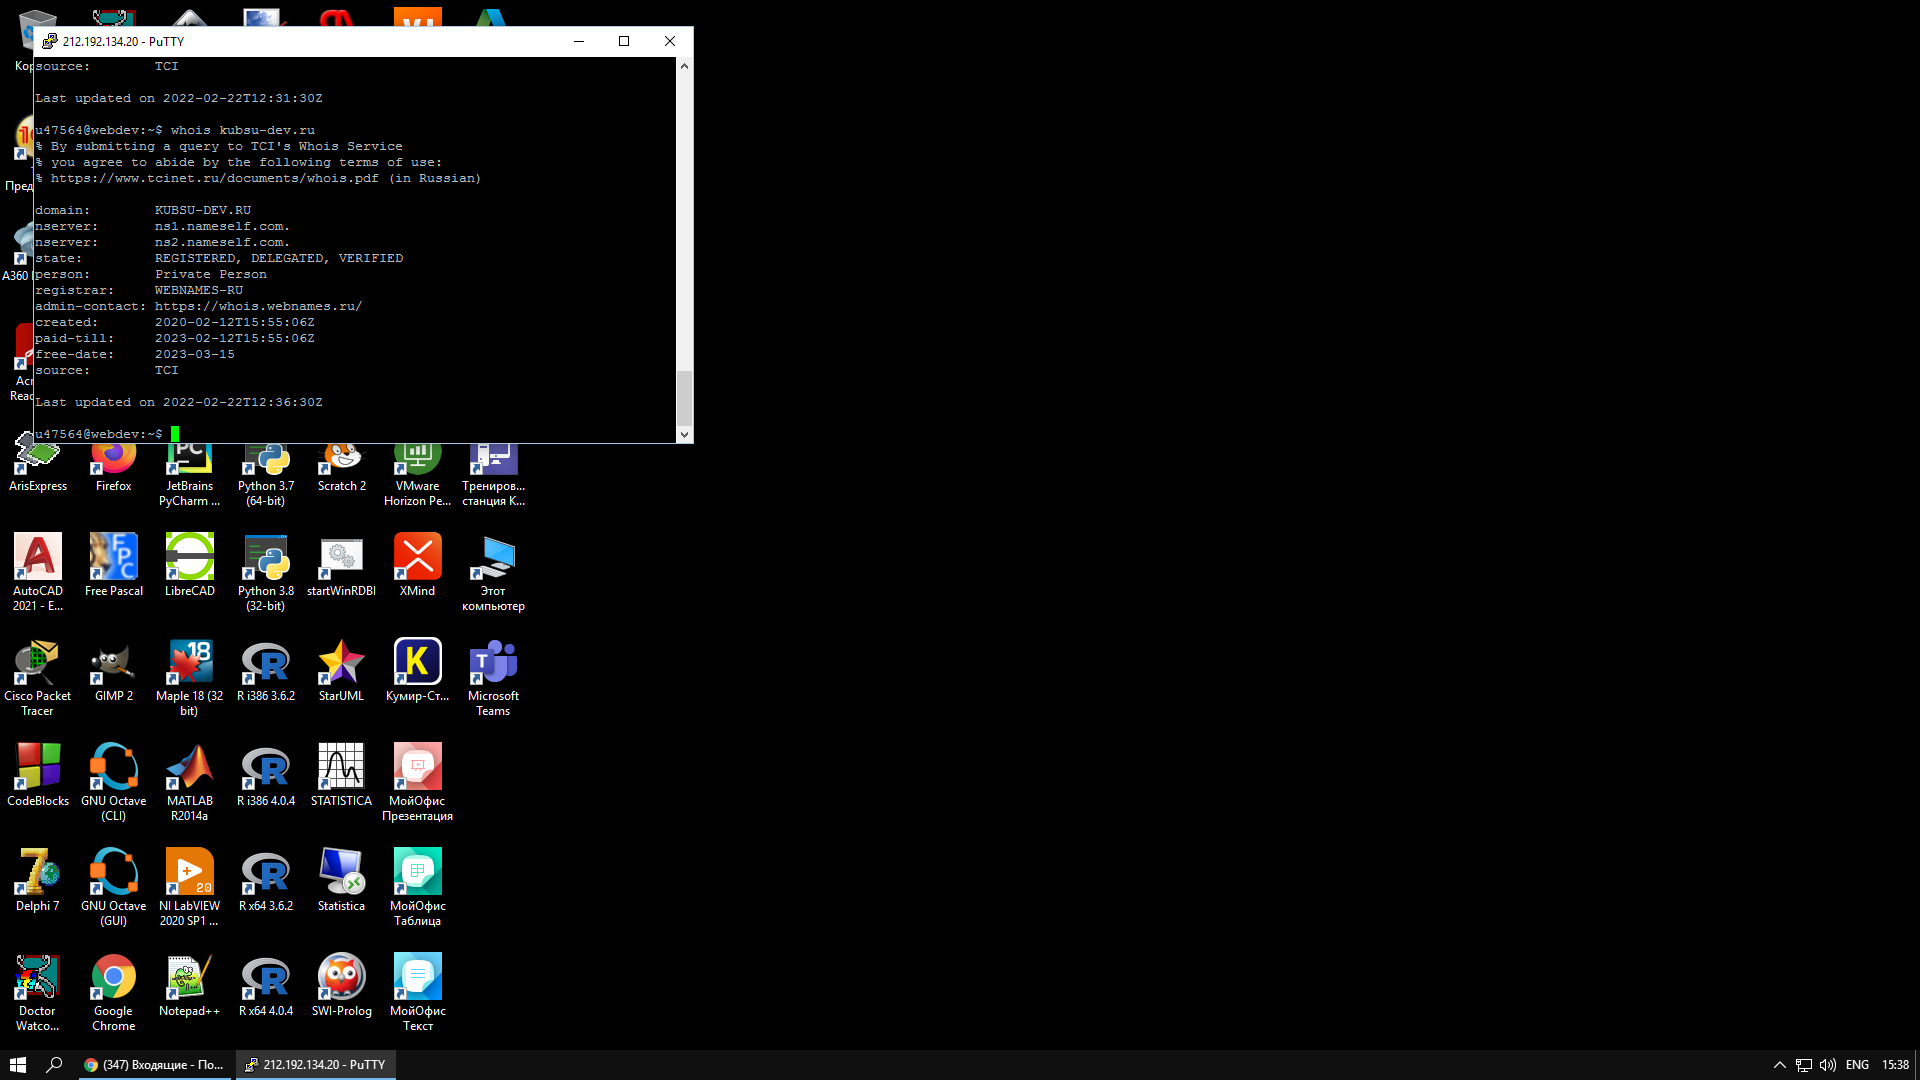 212.192.134.20 - PuTTY
source:        TCI
Last updated on 2022-02-22T12:31:30Z
u47564@webdev:~$ whois kubsu-dev.ru
% By submitting a query to TCI's Whois Service
% you agree to abide by the following terms of use:
% https://www.tcinet.ru/documents/whois.pdf (in Russian)
domain:        KUBSU-DEV.RU
nserver:       ns1.nameself.com.
nserver:       ns2.nameself.com.
state:         REGISTERED, DELEGATED, VERIFIED
person:        Private Person
registrar:     WEBNAMES-RU
admin-contact: https://whois.webnames.ru/
created:       2020-02-12T15:55:06Z
paid-till:     2023-02-12T15:55:06Z
free-date:     2023-03-15
source:        TCI
Last updated on 2022-02-22T12:36:30Z
u47564@webdev:~$
A360
ArisExpress
Firefox
JetBrains
PyCharm ...
Python 3.7
(64-bit)
Scratch 2
VMware
Horizon Pe...
Трениров...
станция К...
AutoCAD
2021 - E...
Free Pascal
LibreCAD
Python 3.8
(32-bit)
startWinRDBI
XMind
Этот
компьютер
Cisco Packet
Tracer
GIMP 2
Maple 18 (32
bit)
R i386 3.6.2
StarUML
Кумир-Ст...
Microsoft
Teams
CodeBlocks
GNU Octave
(CLI)
MATLAB
R2014a
R i386 4.0.4
STATISTICA
МойОфис
Презентация
Delphi 7
GNU Octave
(GUI)
NI LabVIEW
2020 SP1 ...
R x64 3.6.2
Statistica
МойОфис
Таблица
Doctor
Watco...
Google
Chrome
Notepad++
R x64 4.0.4
SWI-Prolog
МойОфис
Текст
(347) Входящие - По...
212.192.134.20 - PuTTY
ENG
15:38